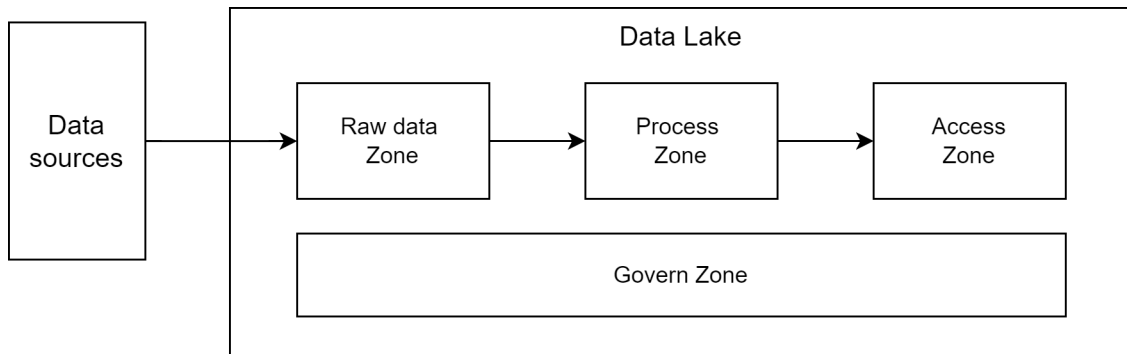 Data Lake
Data
sources
Raw data
Zone
Process
Zone
Access
Zone
Govern Zone